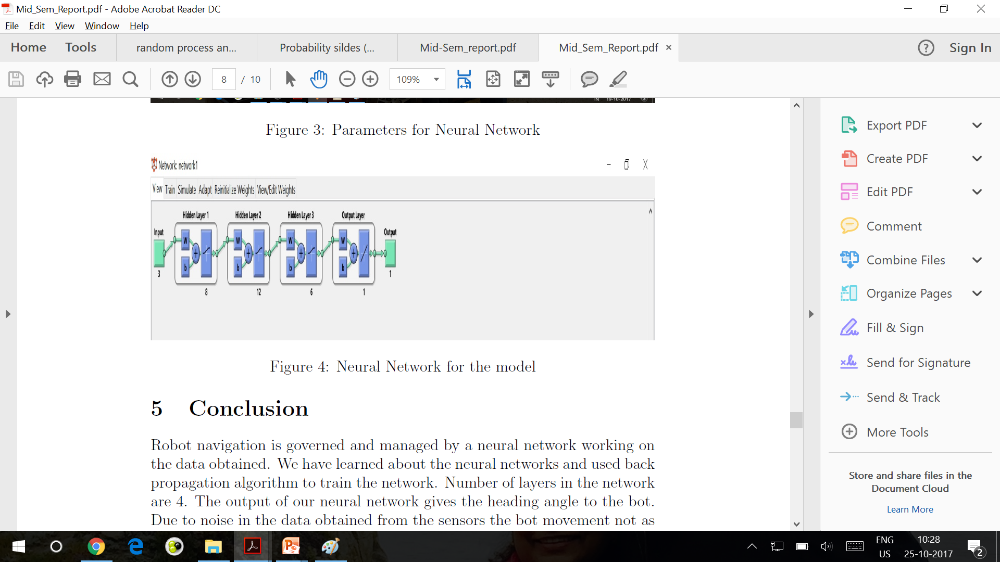 Mid_Sem_Report.pdf - Adobe Acrobat Reader DC
File Edit View Window Help
Home Tools random process an... Probability sildes (... Mid-Sem_report.pdf Mid_Sem_Report.pdf × ? Sign In
8 / 10 109%
IN 19-10-2017 3
Figure 3: Parameters for Neural Network
Network: network1
View Train Simulate Adapt Reinitialize Weights View/Edit Weights
Hidden Layer 1 Hidden Layer 2 Hidden Layer 3 Output Layer
Input Output
W W W W
+ + + +
b b b b
3 1
8 12 6 1
Figure 4: Neural Network for the model
5 Conclusion
Robot navigation is governed and managed by a neural network working on
the data obtained. We have learned about the neural networks and used back
propagation algorithm to train the network. Number of layers in the network
are 4. The output of our neural network gives the heading angle to the bot.
Due to noise in the data obtained from the sensors the bot movement not as
Export PDF
Create PDF
Edit PDF
Comment
Combine Files
Organize Pages
Fill & Sign
Send for Signature
Send & Track
More Tools
Store and share files in the
Document Cloud
Learn More
ENG
US
10:28
25-10-2017
2